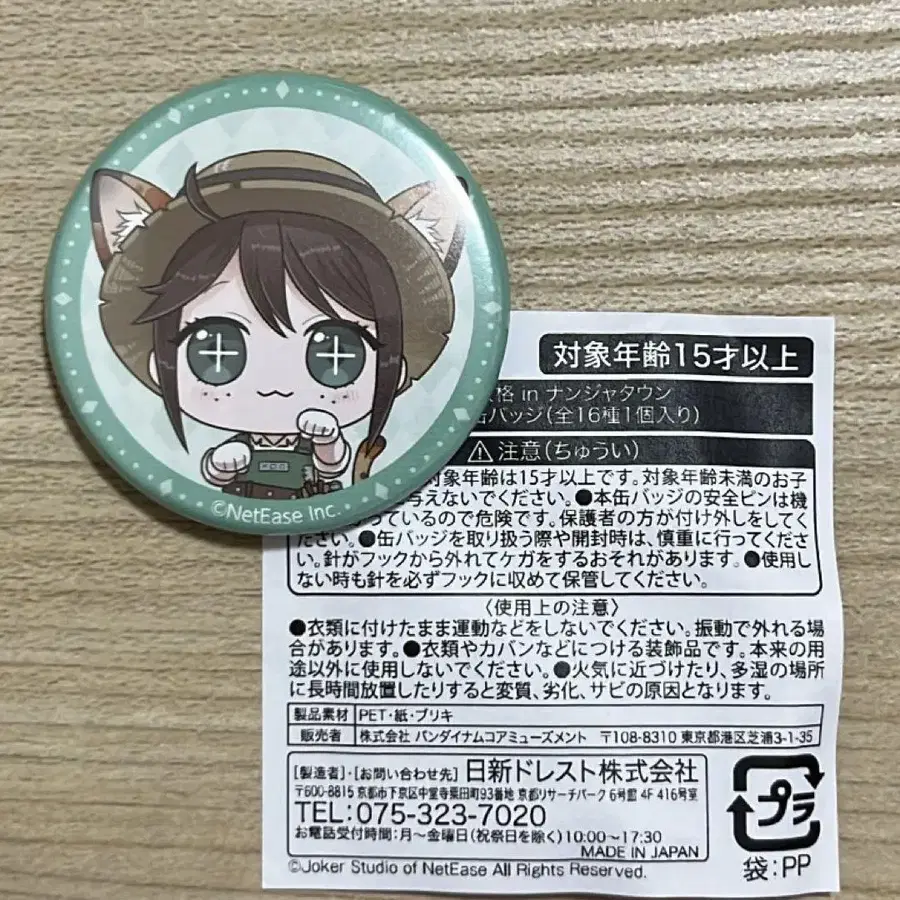 ©NetEase Inc.
対象年齢15才以上
格 in ナンジャタウン
缶バッジ(全16種1個入り)
⚠注意(ちゅうい)
対象年齢は15才以上です。対象年齢未満のお子
与えないでください。●本缶バッジの安全ピンは機
っているので危険です。保護者の方が付け外しをしてく
い。●缶バッジを取り扱う際や開封時は、慎重に行ってくださ
い。針がフックから外れてケガをするおそれがあります。●使用し
ない時も針を必ずフックに収めて保管してください。
〈使用上の注意〉
●衣類に付けたまま運動などをしないでください。振動で外れる場
合があります。●衣類やカバンなどにつける装飾品です。本来の用
途以外に使用しないでください。●火気に近づけたり、多湿の場所
に長時間放置したりすると変質、劣化、サビの原因となります。
製品素材 PET・紙・ブリキ
販売者 株式会社 バンダイナムコアミューズメント 〒108-8310 東京都港区芝浦3-1-35
[製造者]・[お問い合わせ先] 日新ドレスト株式会社
〒600-8815 京都市下京区中堂寺粟田町93番地 京都リサーチパーク 6号館 4F 416号室
TEL:075-323-7020
お電話受付時間:月〜金曜日(祝祭日を除く)10:00〜17:30
MADE IN JAPAN
©Joker Studio of NetEase All Rights Reserved.
プラ
袋:PP